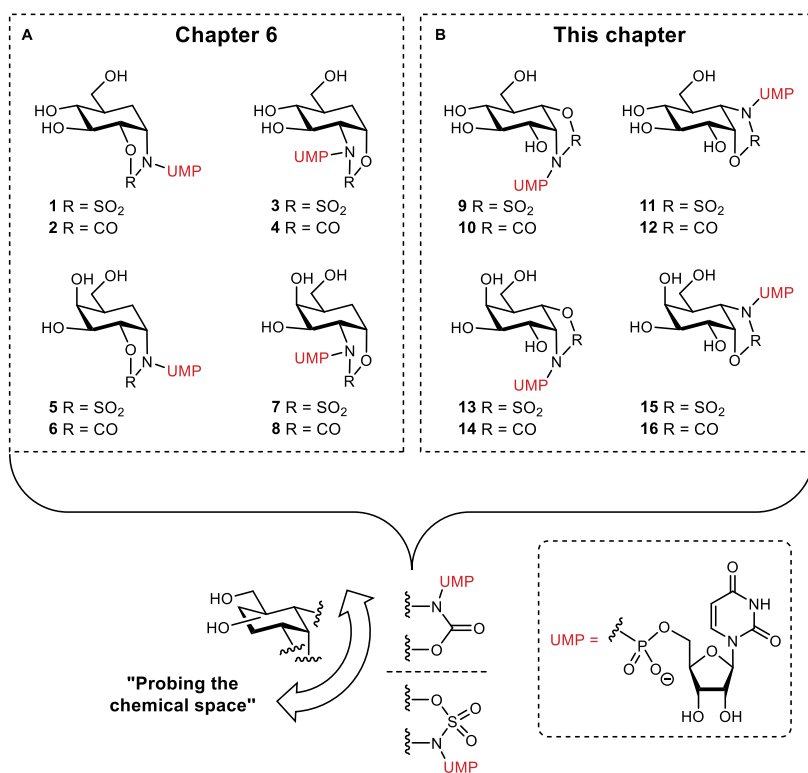 A
Chapter 6
B
This chapter
OH
HO
HO
O
N
R
UMP
1 R = SO2
2 R = CO
OH
HO
HO
UMP
N
O
R
3 R = SO2
4 R = CO
OH
HO
HO
HO
O
R
N
UMP
9 R = SO2
10 R = CO
OH
HO
HO
HO
N
UMP
R
O
11 R = SO2
12 R = CO
OH
OH
HO
O
N
R
UMP
5 R = SO2
6 R = CO
OH
OH
HO
UMP
N
O
R
7 R = SO2
8 R = CO
OH
OH
HO
HO
O
R
N
UMP
13 R = SO2
14 R = CO
OH
OH
HO
HO
N
UMP
R
O
15 R = SO2
16 R = CO
HO
HO
"Probing the
chemical space"
UMP
N
O
O
O
S
O
O
N
UMP
UMP =
O
P
O
O
O
N
NH
O
O
HO
OH